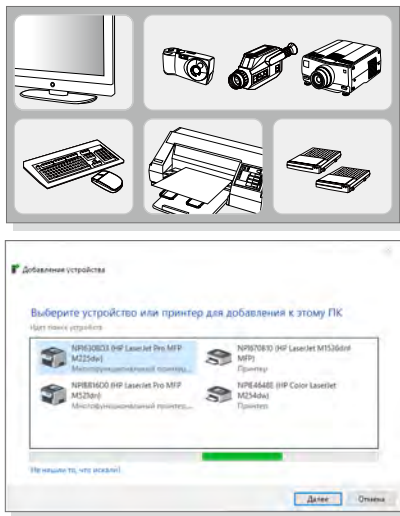 Добавление устройства
Выберите устройство или принтер для добавления к этому ПК
Идет поиск устройств
NPI630BD3 (HP LaserJet Pro MFP
M225dw)
Многофункциональный принтер,...
NPI670810 (HP LaserJet M1536dnf
MFP)
Принтер
NPI8816D0 (HP LaserJet Pro MFP
M521dn)
Многофункциональный принтер,...
NPIE4648E (HP Color LaserJet
M254dw)
Принтер
Не нашли то, что искали?
Далее
Отмена